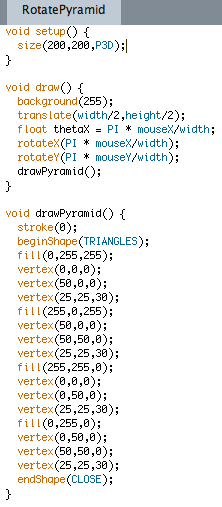 RotatePyramid
void setup() {
size(200,200,P3D);
}
void draw() {
background(255);
translate(width/2,height/2);
float thetaX = PI * mouseX/width;
rotateX(PI * mouseX/width);
rotateY(PI * mouseY/width);
drawPyramid();
}
void drawPyramid() {
stroke(0);
beginShape(TRIANGLES);
fill(0,255,255);
vertex(0,0,0);
vertex(50,0,0);
vertex(25,25,30);
fill(255,0,255);
vertex(50,0,0);
vertex(50,50,0);
vertex(25,25,30);
fill(255,255,0);
vertex(0,0,0);
vertex(0,50,0);
vertex(25,25,30);
fill(0,255,0);
vertex(0,50,0);
vertex(50,50,0);
vertex(25,25,30);
endShape(CLOSE);
}